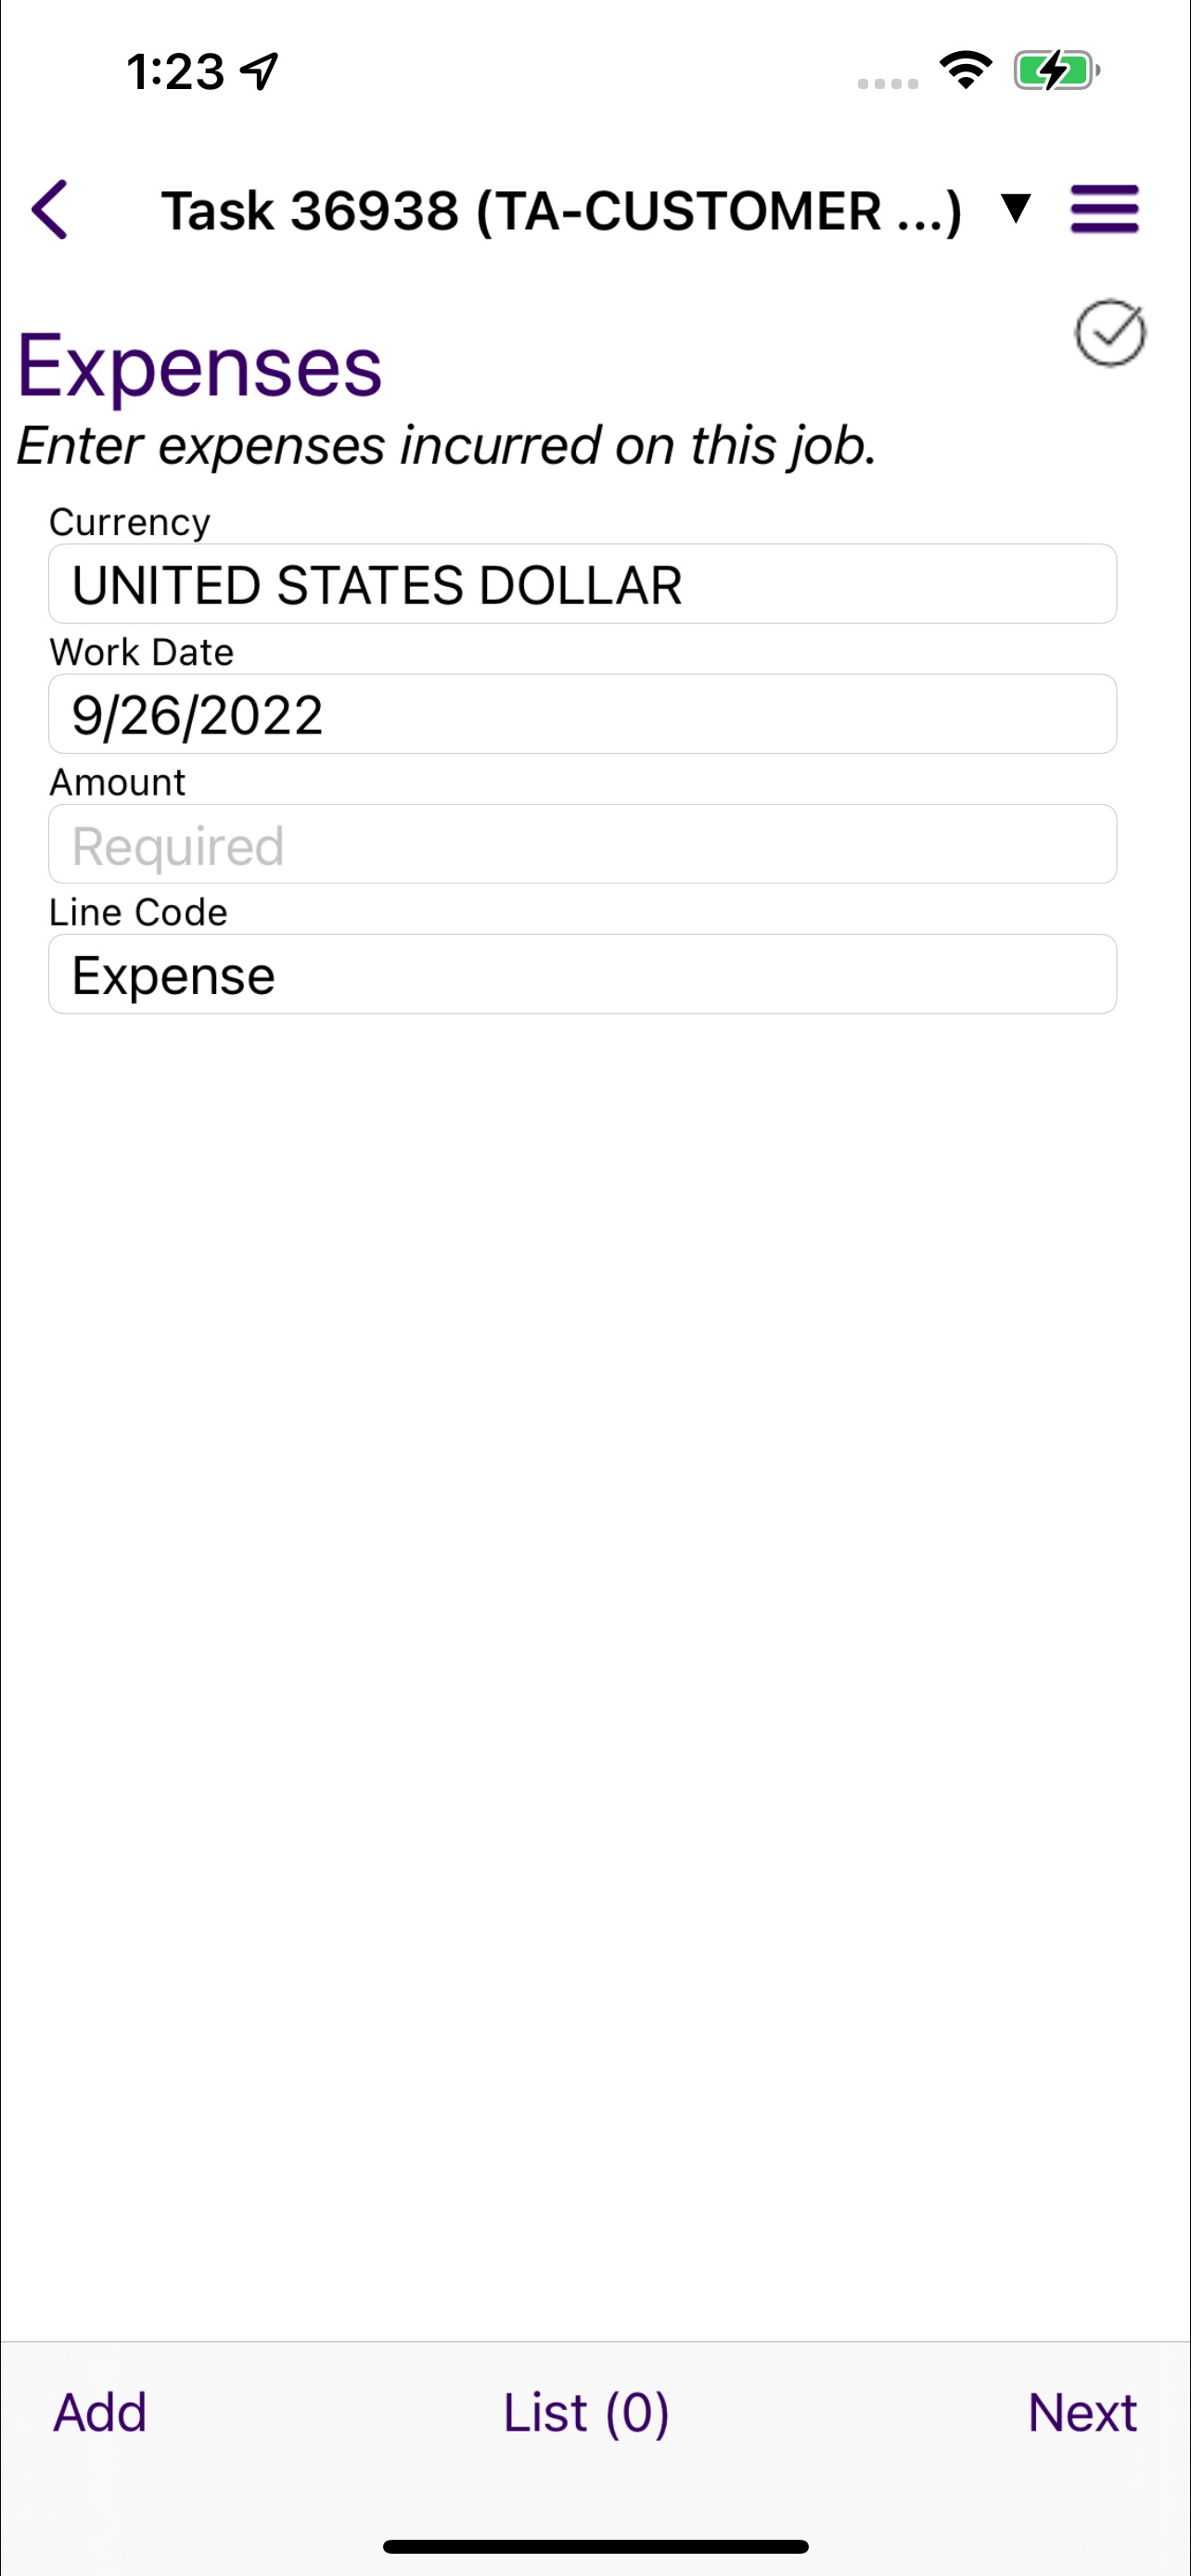 1:23
Task 36938 (TA-CUSTOMER ...) ▼
Expenses
Enter expenses incurred on this job.
Currency
UNITED STATES DOLLAR
Work Date
9/26/2022
Amount
Required
Line Code
Expense
Add List (0) Next